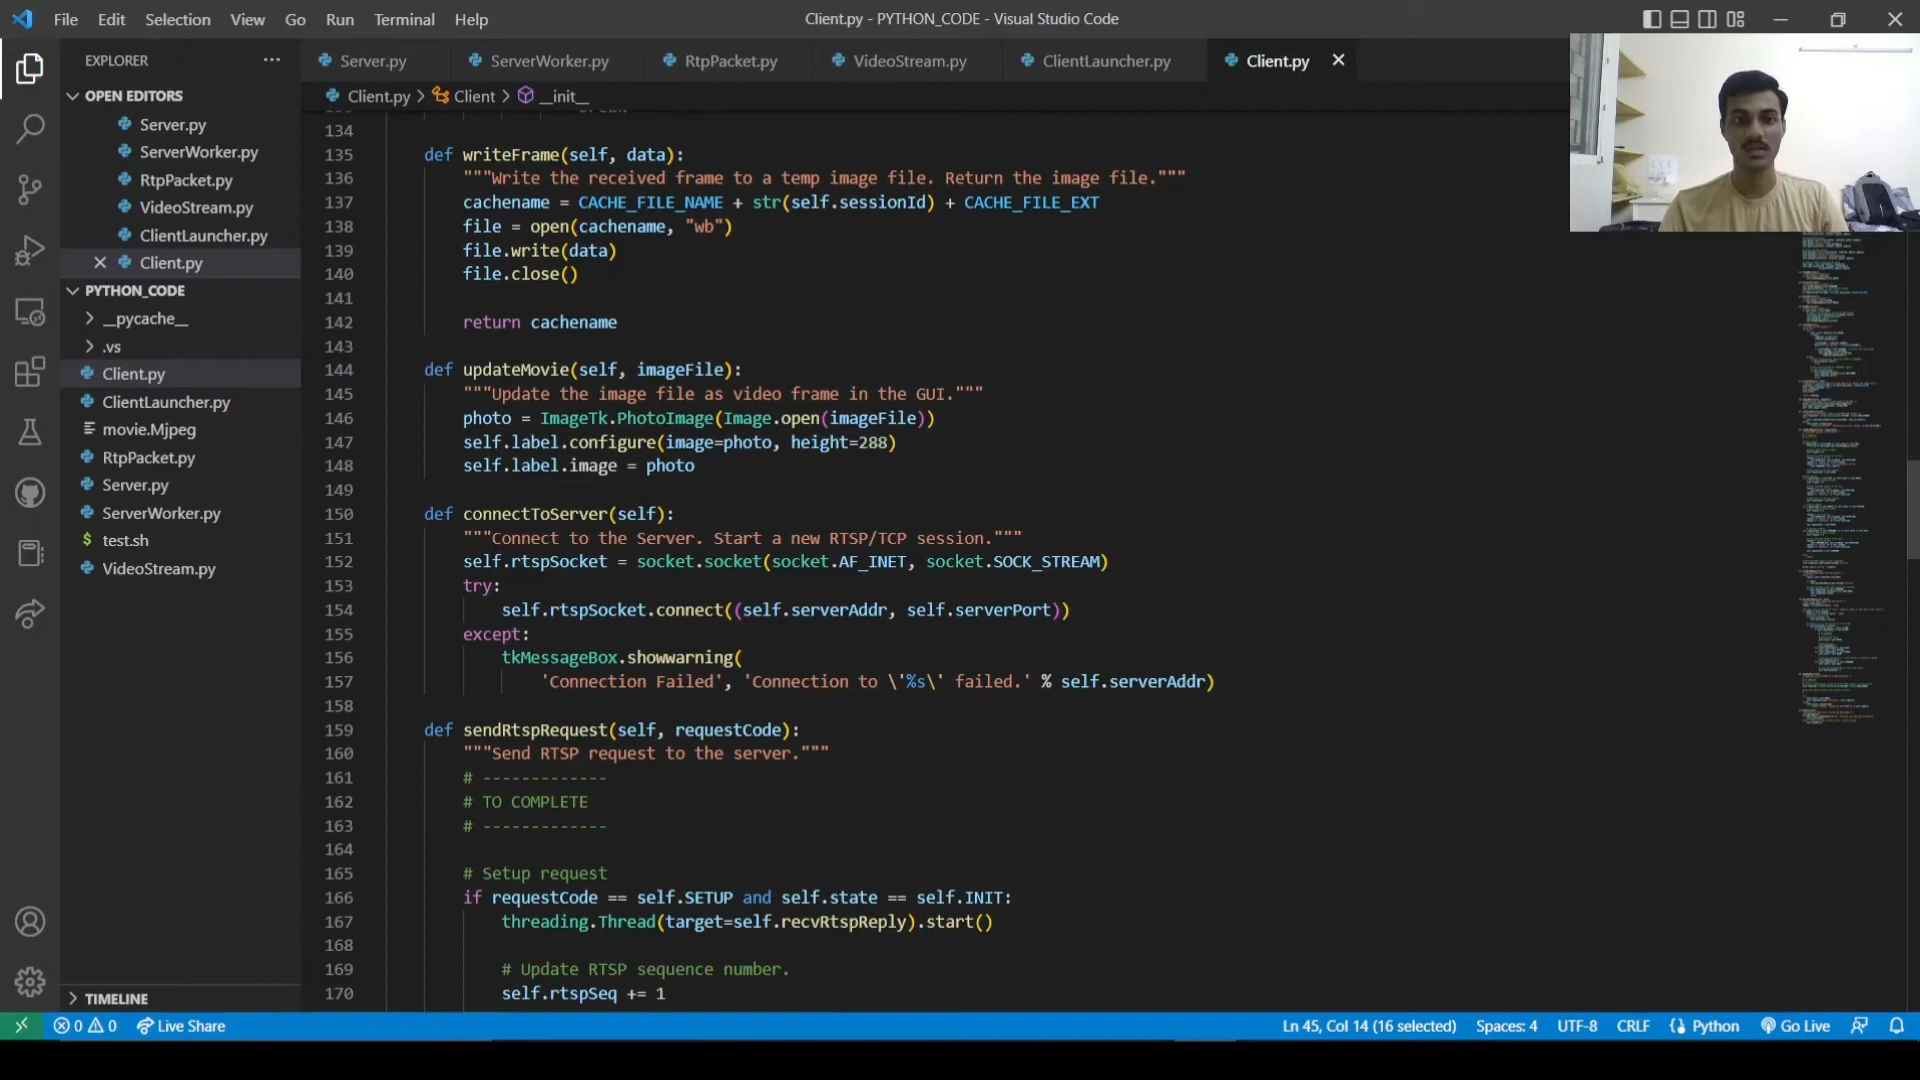 File Edit Selection View Go Run Terminal Help
Client.py - PYTHON_CODE - Visual Studio Code
EXPLORER
OPEN EDITORS
Server.py
ServerWorker.py
RtpPacket.py
VideoStream.py
ClientLauncher.py
Client.py
PYTHON_CODE
__pycache__
.vs
Client.py
ClientLauncher.py
movie.Mjpeg
RtpPacket.py
Server.py
ServerWorker.py
$ test.sh
VideoStream.py
TIMELINE
Server.py ServerWorker.py RtpPacket.py VideoStream.py ClientLauncher.py Client.py
Client.py > Client > __init__
134
135 def writeFrame(self, data):
136 """Write the received frame to a temp image file. Return the image file."""
137 cachename = CACHE_FILE_NAME + str(self.sessionId) + CACHE_FILE_EXT
138 file = open(cachename, "wb")
139 file.write(data)
140 file.close()
141
142 return cachename
143
144 def updateMovie(self, imageFile):
145 """Update the image file as video frame in the GUI."""
146 photo = ImageTk.PhotoImage(Image.open(imageFile))
147 self.label.configure(image=photo, height=288)
148 self.label.image = photo
149
150 def connectToServer(self):
151 """Connect to the Server. Start a new RTSP/TCP session."""
152 self.rtspSocket = socket.socket(socket.AF_INET, socket.SOCK_STREAM)
153 try:
154 self.rtspSocket.connect((self.serverAddr, self.serverPort))
155 except:
156 tkMessageBox.showwarning(
157 'Connection Failed', 'Connection to \'%s\' failed.' % self.serverAddr)
158
159 def sendRtspRequest(self, requestCode):
160 """Send RTSP request to the server."""
161 # -------------
162 # TO COMPLETE
163 # -------------
164
165 # Setup request
166 if requestCode == self.SETUP and self.state == self.INIT:
167 threading.Thread(target=self.recvRtspReply).start()
168
169 # Update RTSP sequence number.
170 self.rtspSeq += 1
0 0 Live Share
Ln 45, Col 14 (16 selected) Spaces: 4 UTF-8 CRLF Python Go Live